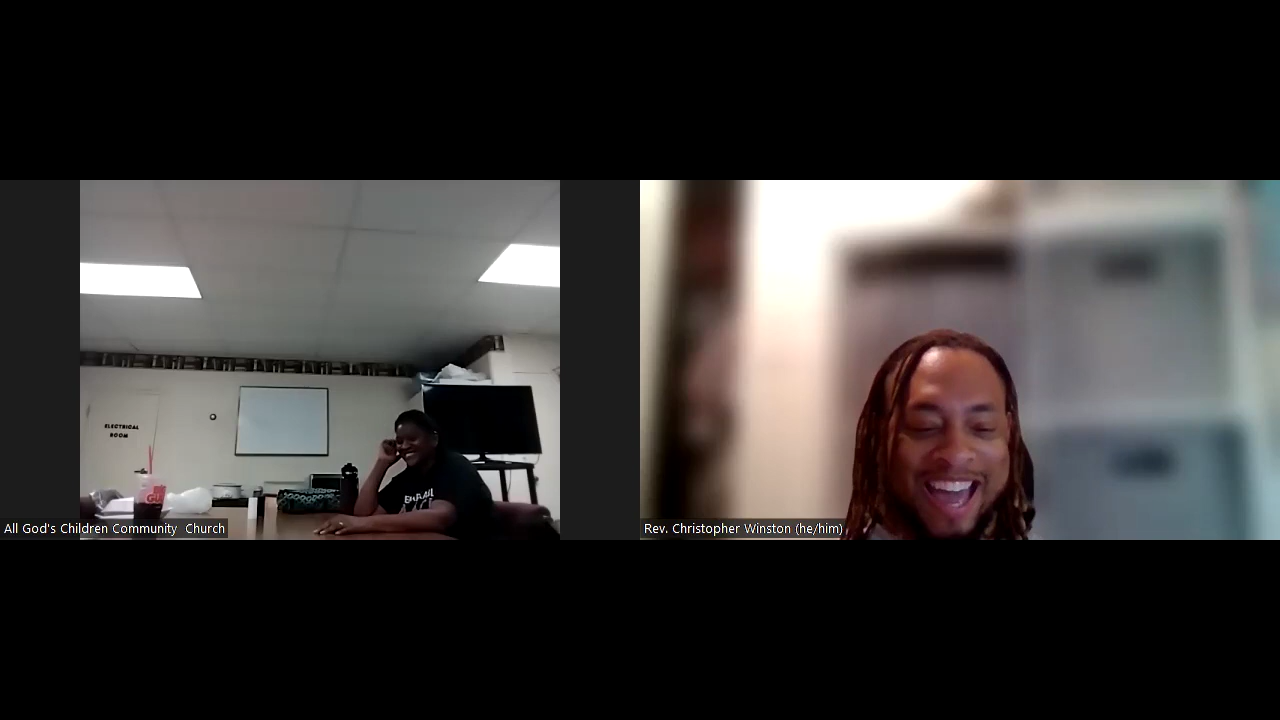 ELECTRICAL
ROOM
All God's Children Community  Church
Rev. Christopher Winston (he/him)